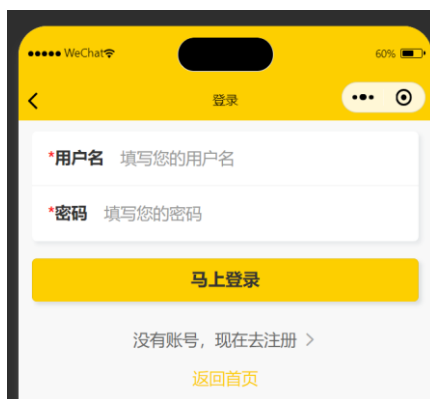 WeChat 60%
登录
*用户名 填写您的用户名
*密码 填写您的密码
马上登录
没有账号，现在去注册 >
返回首页